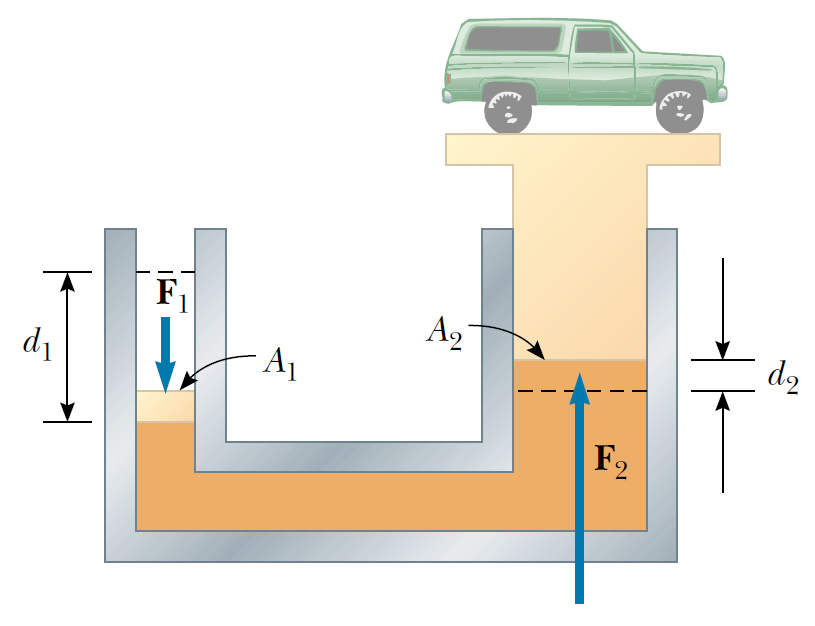 F₁
d₁
A₁
A₂
d₂
F₂